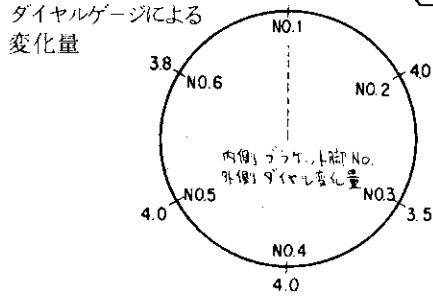 ダイヤルゲージによる
変化量
NO.1
4.0
NO.2
3.8
NO.6
内側 ブラケット脚 No.
外側 ダイヤル変化量
NO.5
4.0
NO.3
3.5
NO.4
4.0